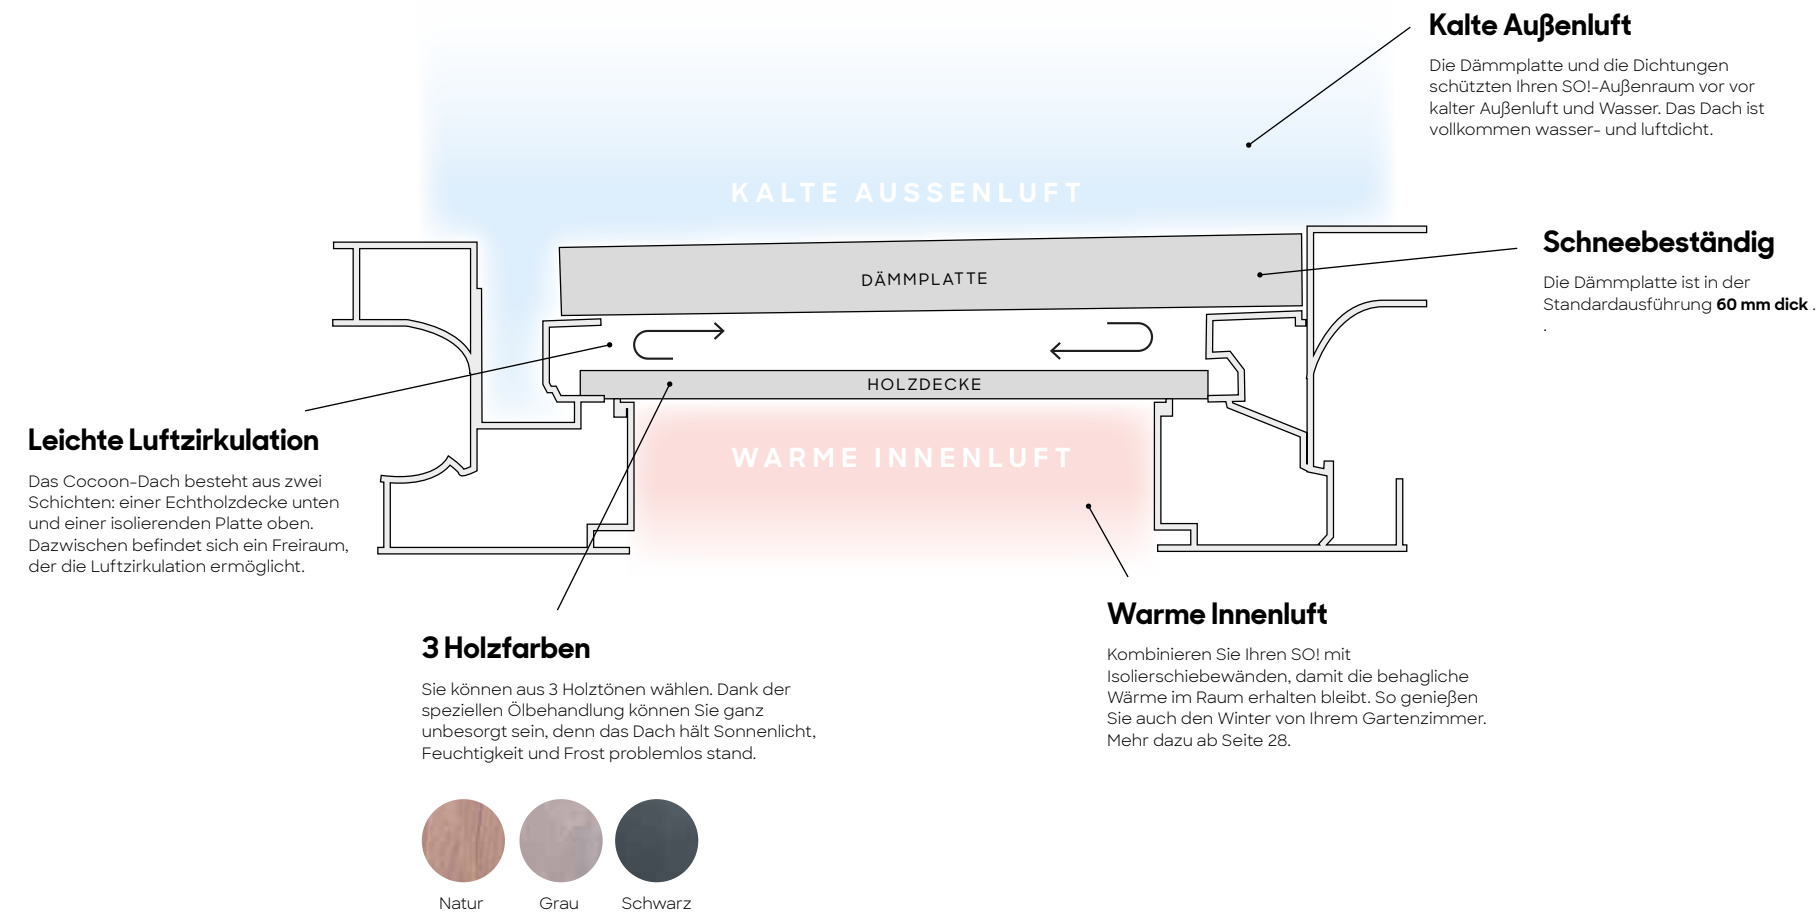 Kalte Außenluft
Die Dämmplatte und die Dichtungen
schützten Ihren SO!-Außenraum vor vor
kalter Außenluft und Wasser. Das Dach ist
vollkommen wasser- und luftdicht.
KALTE AUSSENLUFT
Schneebeständig
Die Dämmplatte ist in der
Standardausführung 60 mm dick .
.
DÄMMPLATTE
HOLZDECKE
WARME INNENLUFT
Leichte Luftzirkulation
Das Cocoon-Dach besteht aus zwei
Schichten: einer Echtholzdecke unten
und einer isolierenden Platte oben.
Dazwischen befindet sich ein Freiraum,
der die Luftzirkulation ermöglicht.
3 Holzfarben
Sie können aus 3 Holztönen wählen. Dank der
speziellen Ölbehandlung können Sie ganz
unbesorgt sein, denn das Dach hält Sonnenlicht,
Feuchtigkeit und Frost problemlos stand.
Natur
Grau
Schwarz
Warme Innenluft
Kombinieren Sie Ihren SO! mit
Isolierschiebewänden, damit die behagliche
Wärme im Raum erhalten bleibt. So genießen
Sie auch den Winter von Ihrem Gartenzimmer.
Mehr dazu ab Seite 28.